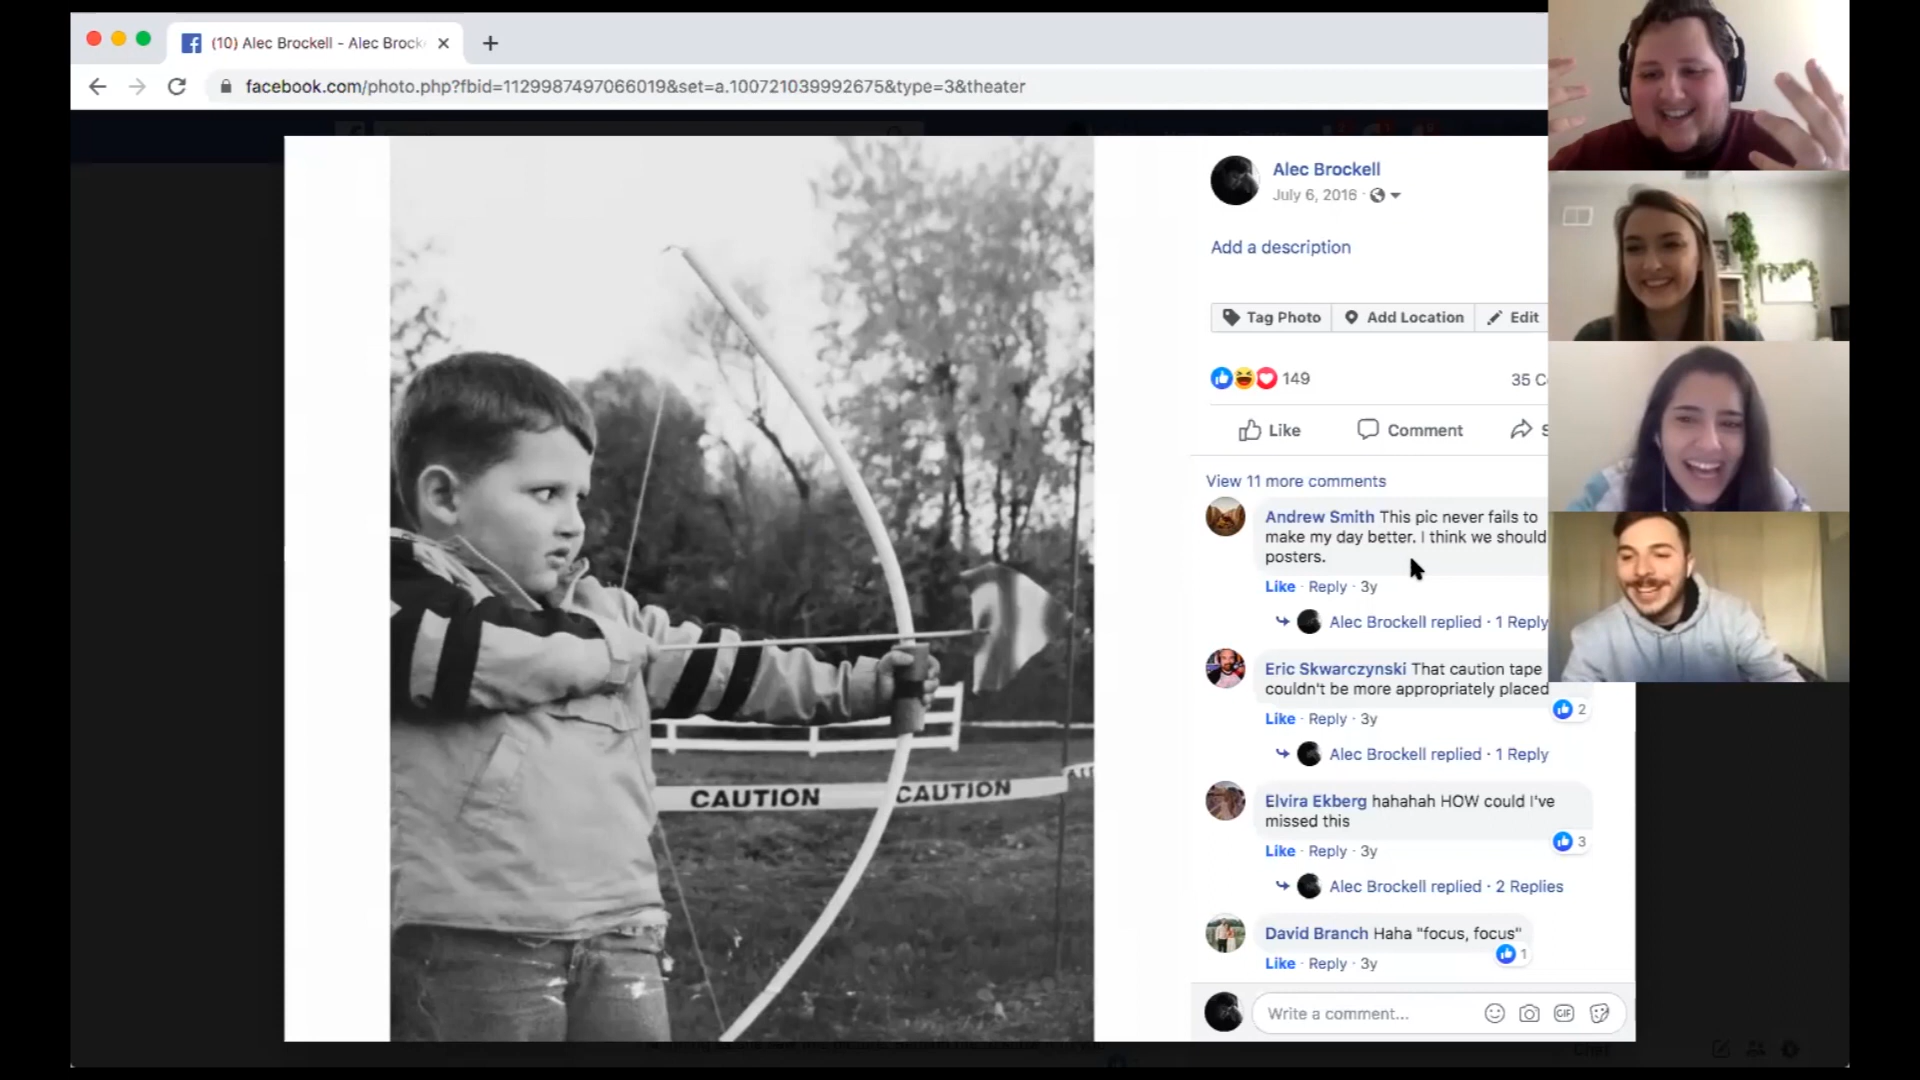 (10) Alec Brockell - Alec Brock
facebook.com/photo.php?fbid=1129987497066019&set=a.100721039992675&type=3&theater
Alec Brockell
July 6, 2016
Add a description
Tag Photo
Add Location
Edit
149
35 C
Like
Comment
S
View 11 more comments
Andrew Smith This pic never fails to
make my day better. I think we should
posters.
Like · Reply · 3y
Alec Brockell replied · 1 Reply
Eric Skwarczynski That caution tape
couldn't be more appropriately placed
2
Like · Reply · 3y
Alec Brockell replied · 1 Reply
Elvira Ekberg hahahah HOW could I've
missed this
3
Like · Reply · 3y
Alec Brockell replied · 2 Replies
David Branch Haha "focus, focus"
1
Like · Reply · 3y
Write a comment...
GIF
CAUTION
CAUTION